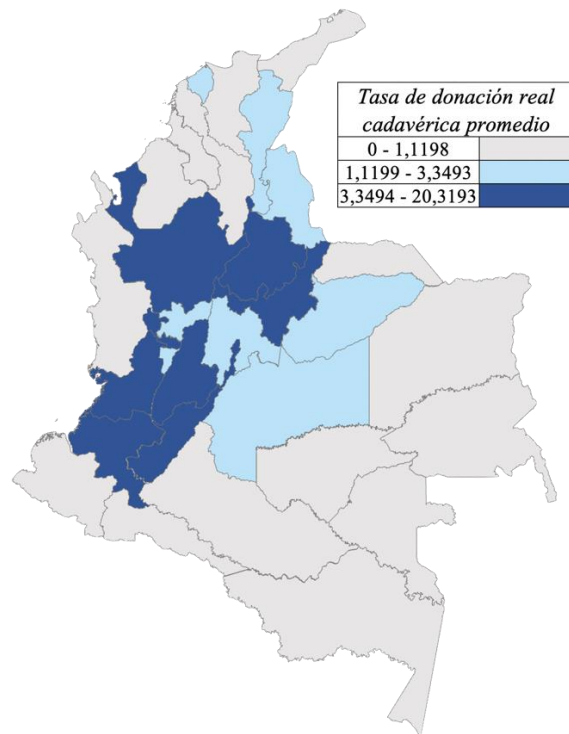 Tasa de donación real
cadavérica promedio
0 - 1,1198
1,1199 - 3,3493
3,3494 - 20,3193